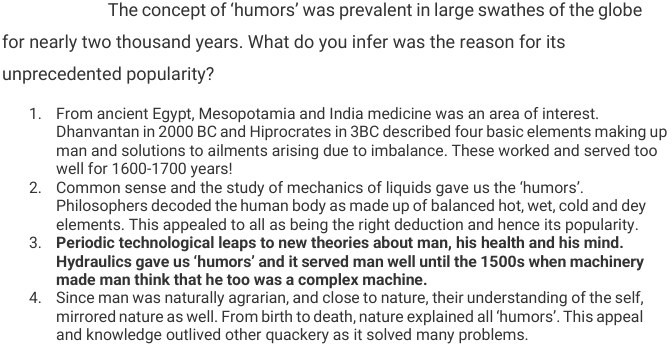 The concept of ‘humors’ was prevalent in large swathes of the globe
for nearly two thousand years. What do you infer was the reason for its
unprecedented popularity?
1. From ancient Egypt, Mesopotamia and India medicine was an area of interest.
Dhanvantan in 2000 BC and Hiprocrates in 3BC described four basic elements making up
man and solutions to ailments arising due to imbalance. These worked and served too
well for 1600-1700 years!
2. Common sense and the study of mechanics of liquids gave us the ‘humors’.
Philosophers decoded the human body as made up of balanced hot, wet, cold and dey
elements. This appealed to all as being the right deduction and hence its popularity.
3. Periodic technological leaps to new theories about man, his health and his mind.
Hydraulics gave us ‘humors’ and it served man well until the 1500s when machinery
made man think that he too was a complex machine.
4. Since man was naturally agrarian, and close to nature, their understanding of the self,
mirrored nature as well. From birth to death, nature explained all ‘humors’. This appeal
and knowledge outlived other quackery as it solved many problems.